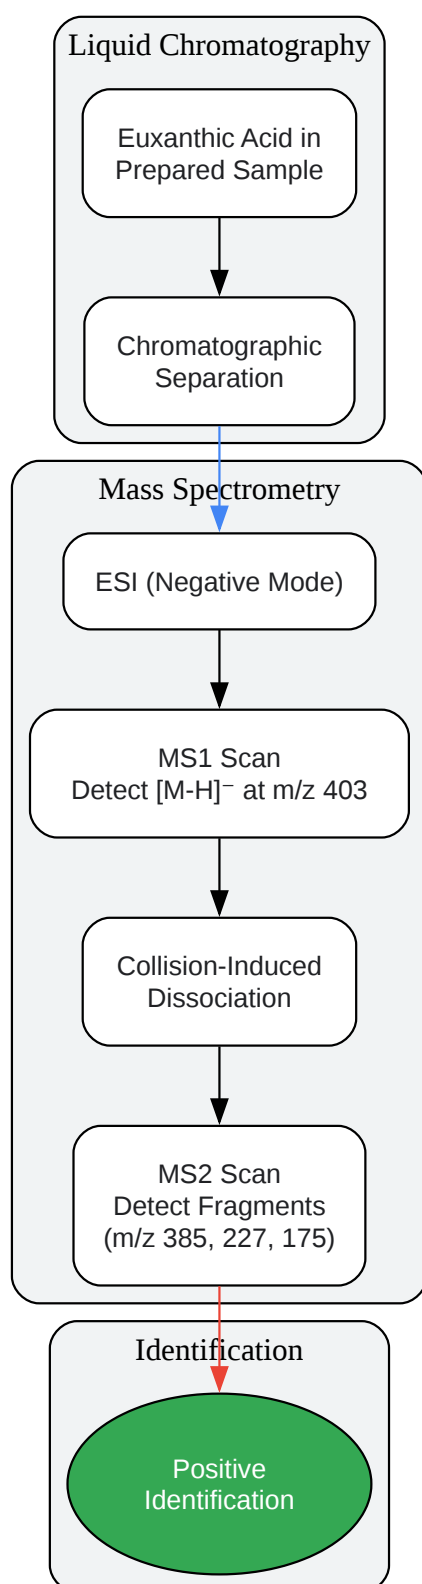 Liquid Chromatography
Euxanthic Acid in
Prepared Sample
Chromatographic
Separation
Mass Spectrometry
ESI (Negative Mode)
MS1 Scan
Detect [M-H]⁻ at m/z 403
Collision-Induced
Dissociation
MS2 Scan
Detect Fragments
(m/z 385, 227, 175)
Identification
Positive
Identification